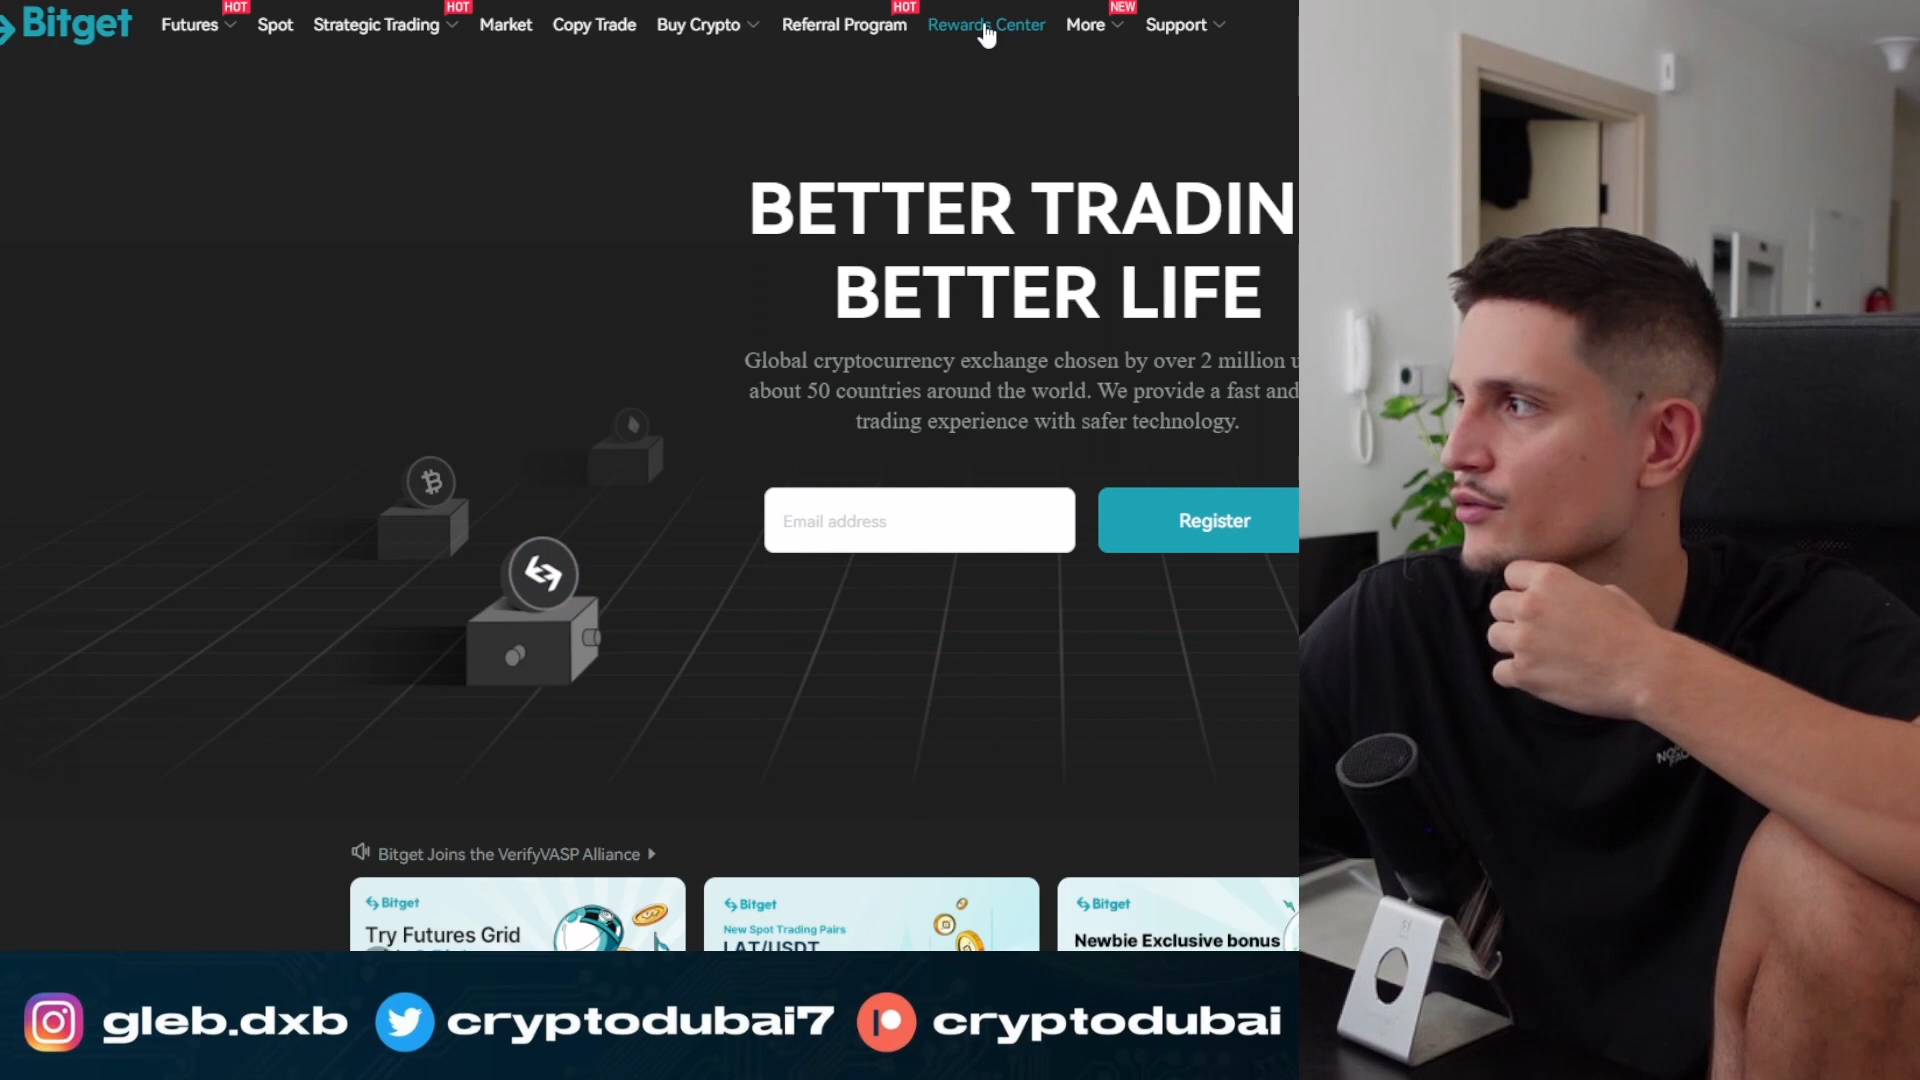 Bitget
Futures HOT
Spot
Strategic Trading HOT
Market
Copy Trade
Buy Crypto
Referral Program HOT
Rewards Center
More NEW
Support
BETTER TRADIN
BETTER LIFE
Global cryptocurrency exchange chosen by over 2 million u
about 50 countries around the world. We provide a fast and
trading experience with safer technology.
Email address
Register
Bitget Joins the VerifyVASP Alliance
Bitget
Try Futures Grid
Bitget
New Spot Trading Pairs
LAT/USDT
Bitget
Newbie Exclusive bonus
gleb.dxb
cryptodubai7
cryptodubai